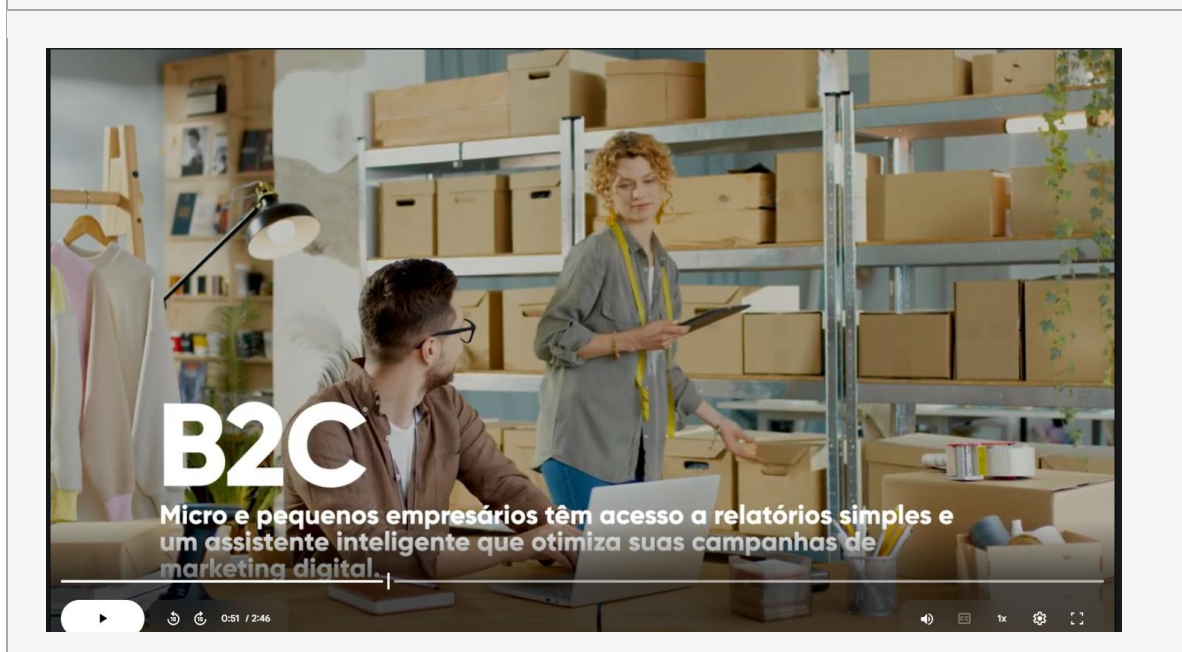 B2C
Micro e pequenos empresários têm acesso a relatórios simples e
um assistente inteligente que otimiza suas campanhas de
marketing digital.
0:51 / 2:46
1x